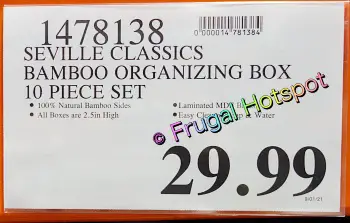 1478138
0000014781384
SEVILLE CLASSICS
BAMBOO ORGANIZING BOX
10 PIECE SET
• 100% Natural Bamboo Sides
• Laminated MDF
• All Boxes are 2.5in High
• Easy Clean Water
© Frugal Hotspot
29.99